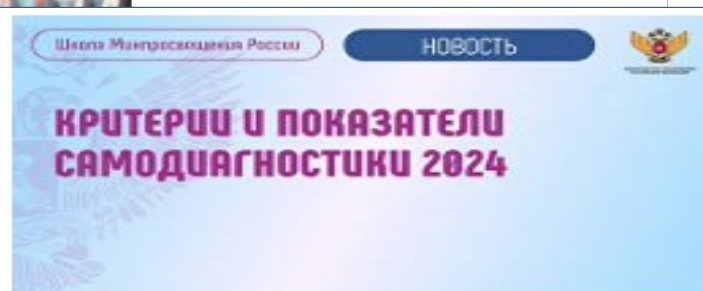 Школа Минпросвещения России
НОВОСТЬ
КРИТЕРИИ И ПОКАЗАТЕЛИ
САМОДИАГНОСТИКИ 2024